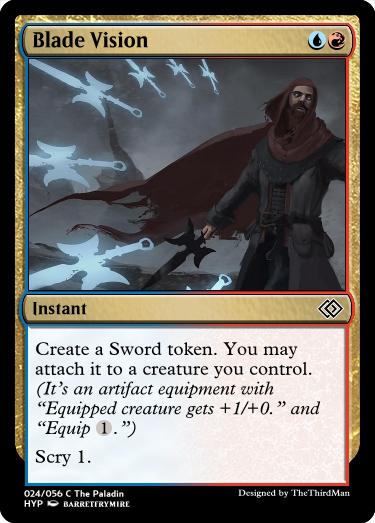 Blade Vision
Instant
Create a Sword token. You may
attach it to a creature you control.
(It's an artifact equipment with
“Equipped creature gets +1/+0.” and
“Equip 1.”)
Scry 1.
024/056 C The Paladin
HYP BARRETFRYMIRE
Designed by TheThirdMan